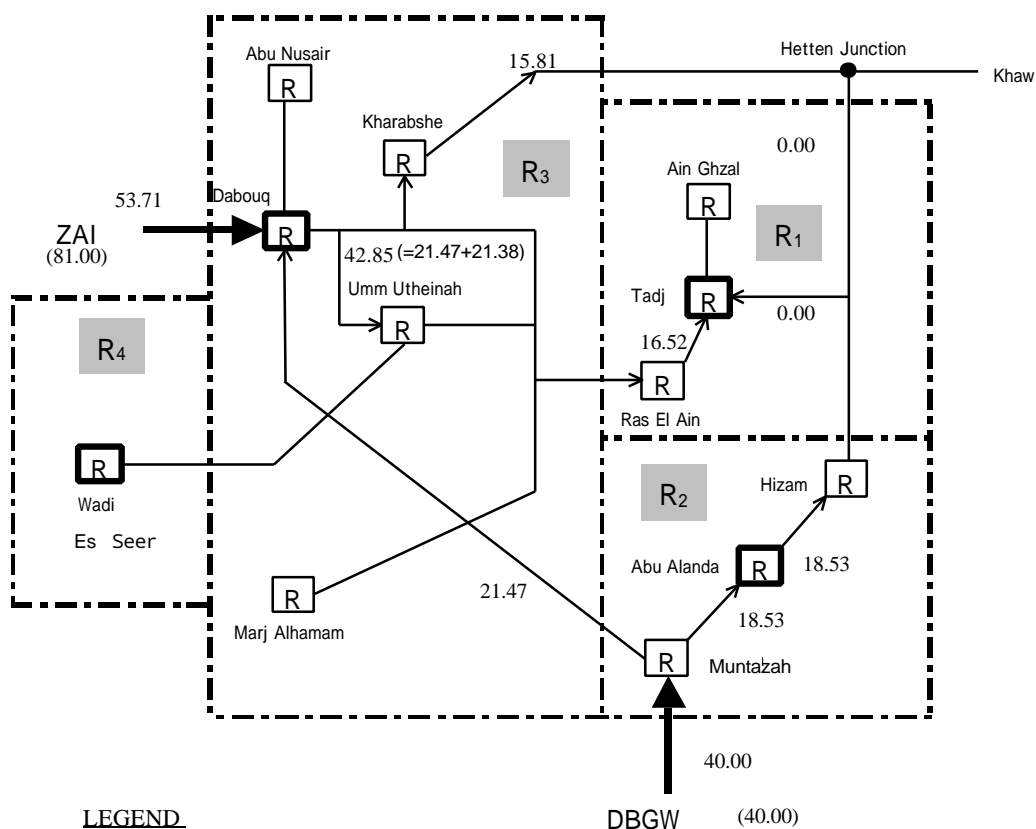 Hetten Junction
Abu Nusair
15.81
Khaw
R
Kharabshe
0.00
R
R3
Ain Ghzal
53.71
Dabouq
R
R1
ZAI
(81.00)
R
42.85 (=21.47+21.38)
Umm Utheinah
Tadj
R
0.00
R4
R
16.52
R
Ras El Ain
R
Wadi
Es Seer
R2
Hizam
R
Abu Alanda
R
18.53
R
21.47
18.53
Marj Alhamam
R
Muntazah
40.00
LEGEND
DBGW
(40.00)